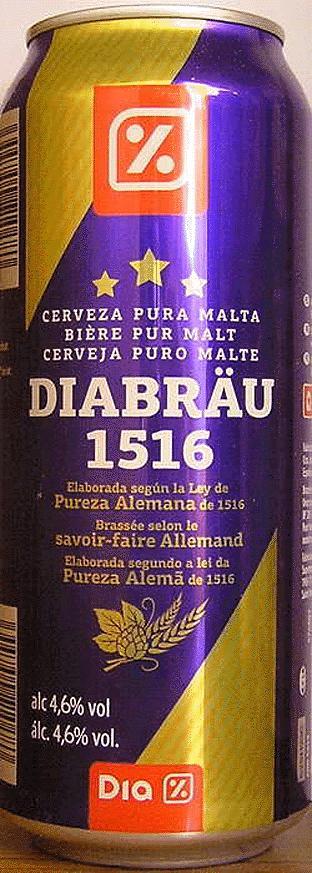 %
CERVEZA PURA MALTA
BIÈRE PUR MALT
CERVEJA PURO MALTE
DIABRÄU
1516
Elaborada según la Ley de
Pureza Alemana de 1516
Brassée selon le
savoir-faire Allemand
Elaborada segundo a lei da
Pureza Alemã de 1516
alc 4,6% vol
álc. 4,6% vol.
Dia %